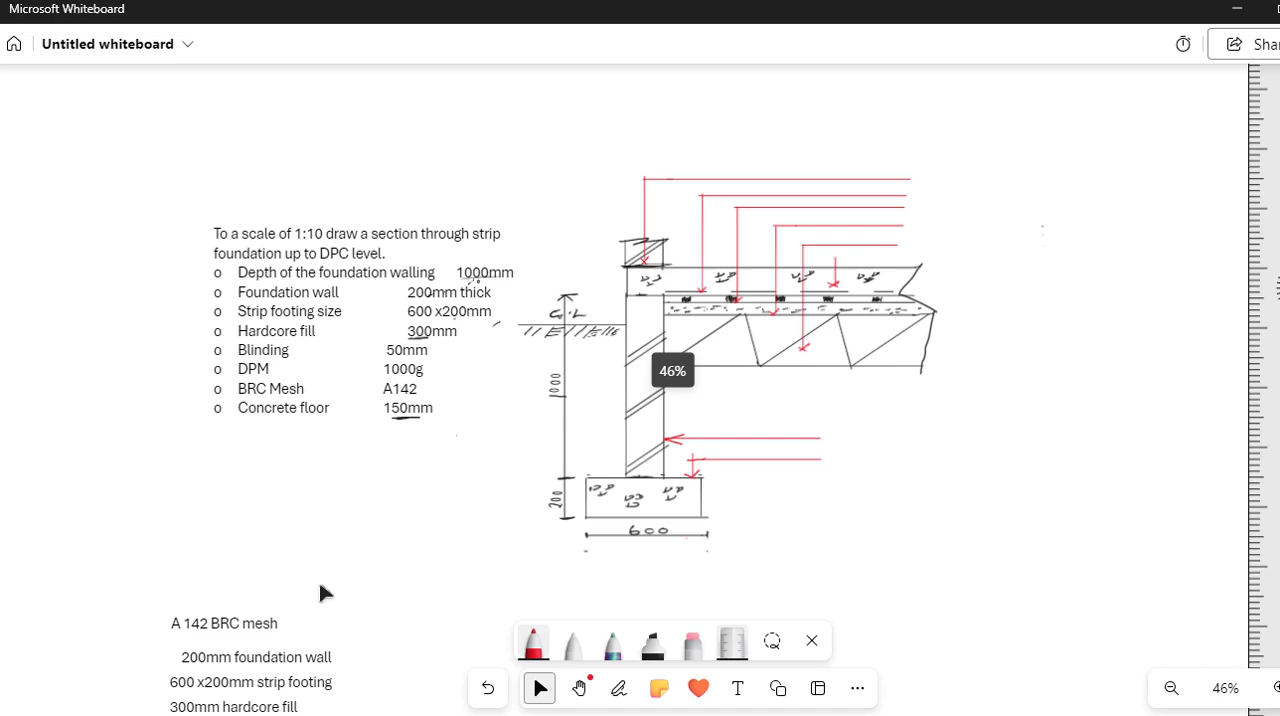 Microsoft Whiteboard
Untitled whiteboard
Shar
To a scale of 1:10 draw a section through strip
foundation up to DPC level.
o Depth of the foundation walling 1000mm
o Foundation wall 200mm thick
o Strip footing size 600 x200mm
o Hardcore fill 300mm
o Blinding 50mm
o DPM 1000g
o BRC Mesh A142
o Concrete floor 150mm
G.L
1000
46%
200
600
A 142 BRC mesh
200mm foundation wall
600 x200mm strip footing
300mm hardcore fill
T
46%